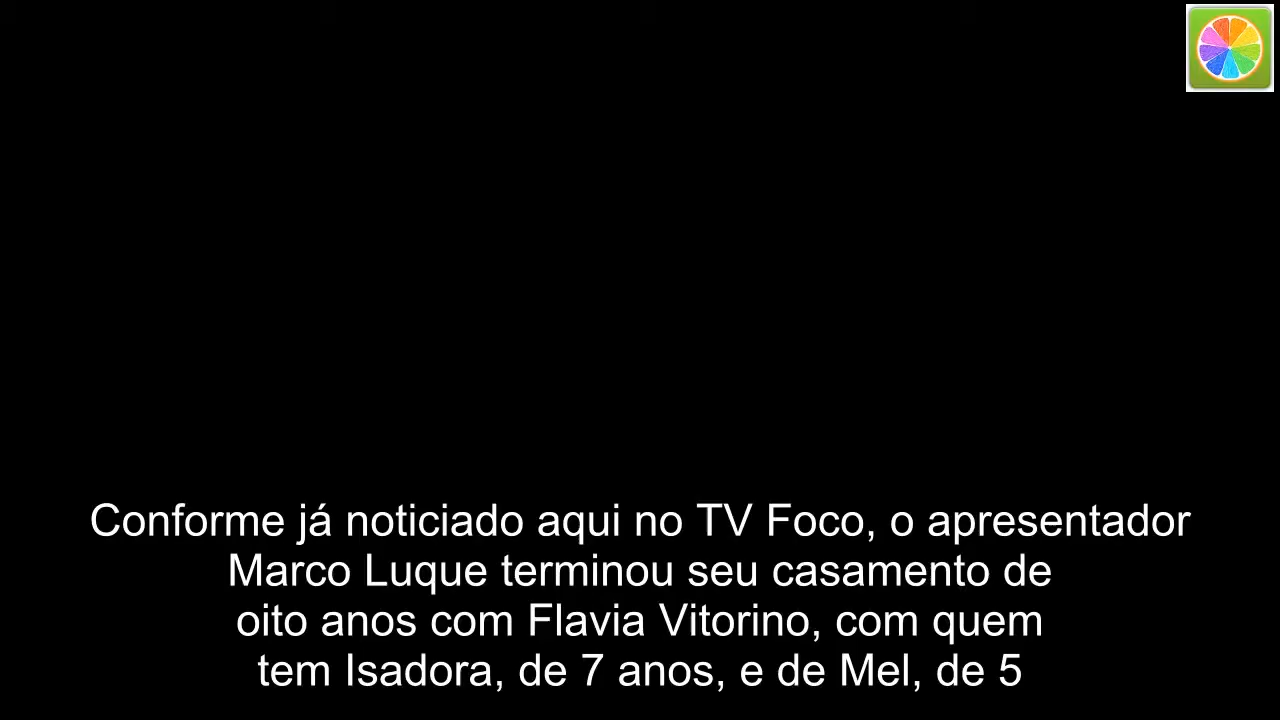 Conforme já noticiado aqui no TV Foco, o apresentador
Marco Luque terminou seu casamento de
oito anos com Flavia Vitorino, com quem
tem Isadora, de 7 anos, e de Mel, de 5